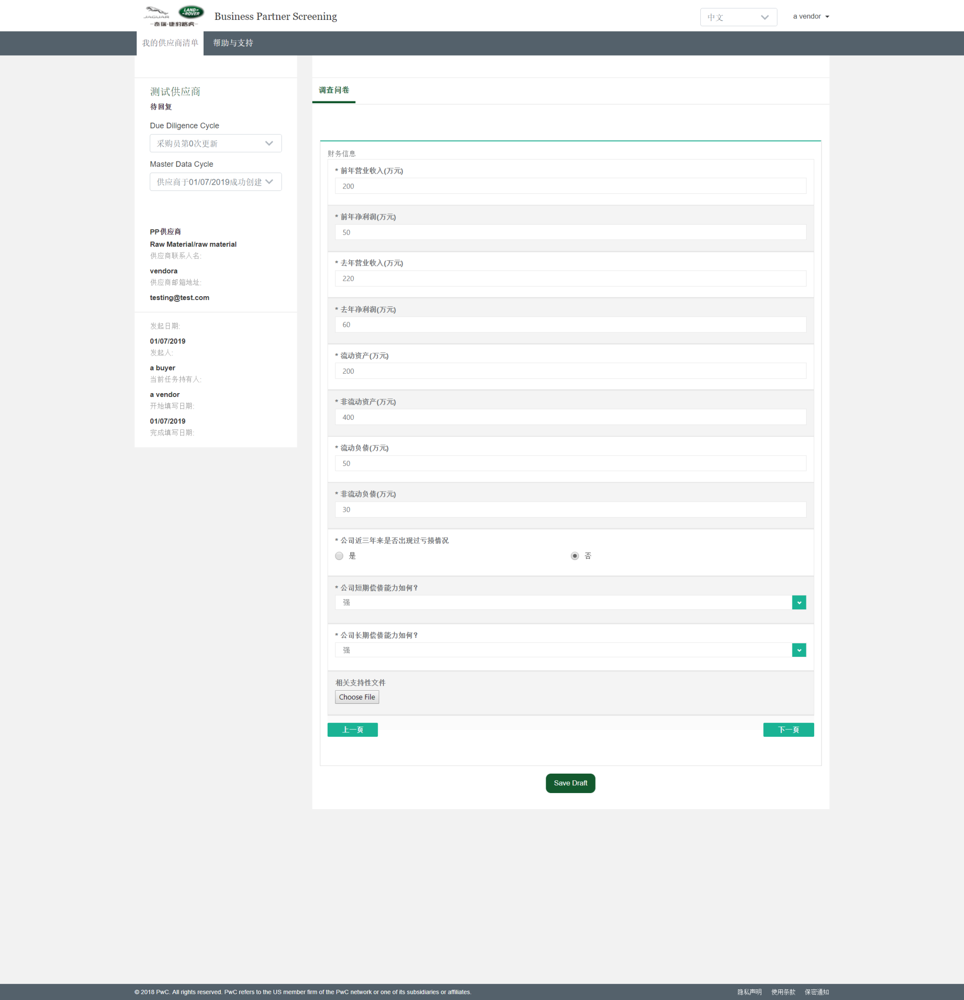 JAGUAR
LAND-
-ROVER
奇瑞·捷豹路虎
Business Partner Screening
中文
a vendor
我的供应商清单
帮助与支持
测试供应商
待回复
Due Diligence Cycle
采购员第0次更新
Master Data Cycle
供应商于01/07/2019成功创建
PP供应商
Raw Material/raw material
供应商联系人名:
vendora
供应商邮箱地址:
testing@test.com
发起日期:
01/07/2019
发起人:
a buyer
当前任务持有人:
a vendor
开始填写日期:
01/07/2019
完成填写日期:
调查问卷
财务信息
* 前年营业收入(万元)
200
* 前年净利润(万元)
50
* 去年营业收入(万元)
220
* 去年净利润(万元)
60
* 流动资产(万元)
200
* 非流动资产(万元)
400
* 流动负债(万元)
50
* 非流动负债(万元)
30
* 公司近三年来是否出现过亏损情况
是
否
* 公司短期偿债能力如何?
强
* 公司长期偿债能力如何?
强
相关支持性文件
Choose File
上一页
下一页
Save Draft
© 2018 PwC. All rights reserved. PwC refers to the US member firm of the PwC network or one of its subsidiaries or affiliates.
隐私声明
使用条款
保密通知